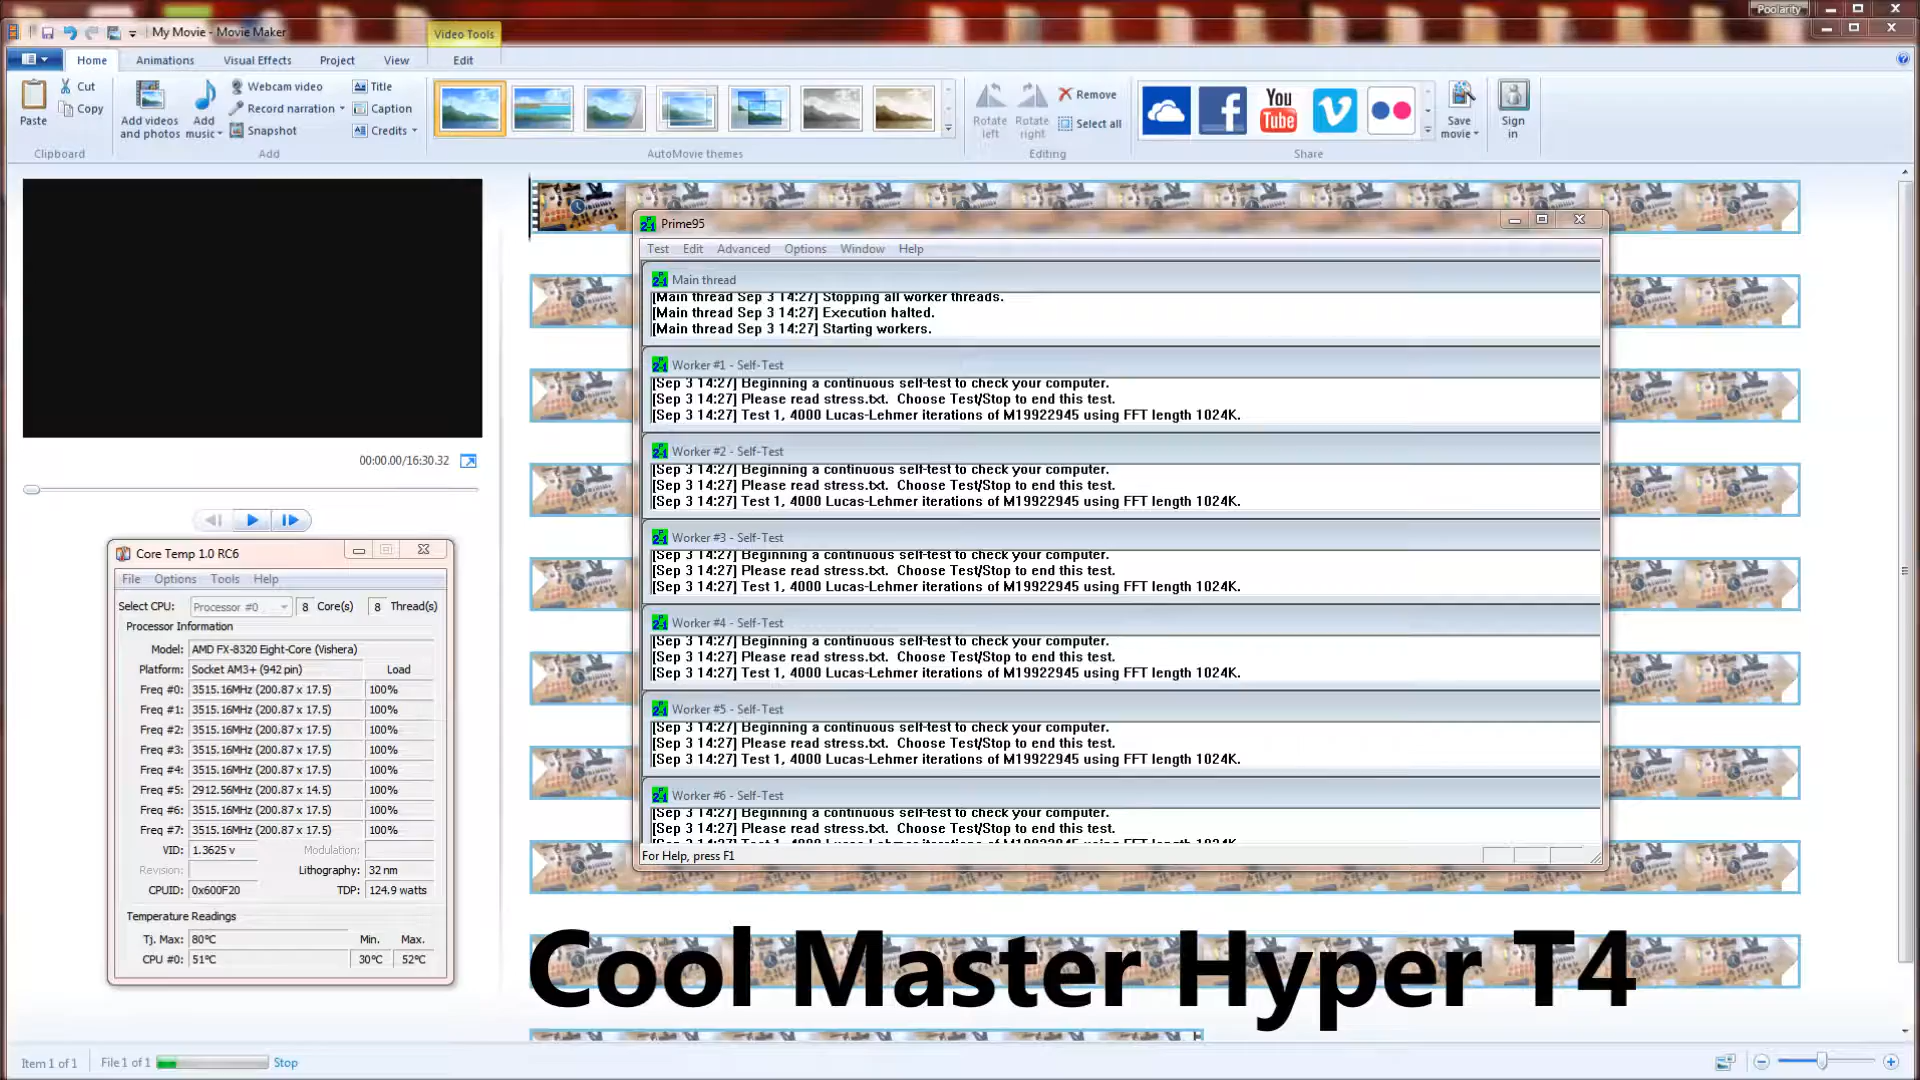 Poolarity
My Movie - Movie Maker
Video Tools
Home
Animations
Visual Effects
Project
View
Edit
Paste
Cut
Copy
Clipboard
Add videos
and photos
Add
music
Webcam video
Record narration
Snapshot
Title
Caption
Credits
Add
AutoMovie themes
Rotate
left
Rotate
right
Remove
Select all
Editing
You
Tube
Share
Save
movie
Sign
in
00:00.00/16:30.32
Prime95
Test Edit Advanced Options Window Help
Main thread
[Main thread Sep 3 14:27] Stopping all worker threads.
[Main thread Sep 3 14:27] Execution halted.
[Main thread Sep 3 14:27] Starting workers.
Worker #1 - Self-Test
[Sep 3 14:27] Beginning a continuous self-test to check your computer.
[Sep 3 14:27] Please read stress.txt.  Choose Test/Stop to end this test.
[Sep 3 14:27] Test 1, 4000 Lucas-Lehmer iterations of M19922945 using FFT length 1024K.
Worker #2 - Self-Test
[Sep 3 14:27] Beginning a continuous self-test to check your computer.
[Sep 3 14:27] Please read stress.txt.  Choose Test/Stop to end this test.
[Sep 3 14:27] Test 1, 4000 Lucas-Lehmer iterations of M19922945 using FFT length 1024K.
Worker #3 - Self-Test
[Sep 3 14:27] Beginning a continuous self-test to check your computer.
[Sep 3 14:27] Please read stress.txt.  Choose Test/Stop to end this test.
[Sep 3 14:27] Test 1, 4000 Lucas-Lehmer iterations of M19922945 using FFT length 1024K.
Worker #4 - Self-Test
[Sep 3 14:27] Beginning a continuous self-test to check your computer.
[Sep 3 14:27] Please read stress.txt.  Choose Test/Stop to end this test.
[Sep 3 14:27] Test 1, 4000 Lucas-Lehmer iterations of M19922945 using FFT length 1024K.
Worker #5 - Self-Test
[Sep 3 14:27] Beginning a continuous self-test to check your computer.
[Sep 3 14:27] Please read stress.txt.  Choose Test/Stop to end this test.
[Sep 3 14:27] Test 1, 4000 Lucas-Lehmer iterations of M19922945 using FFT length 1024K.
Worker #6 - Self-Test
[Sep 3 14:27] Beginning a continuous self-test to check your computer.
[Sep 3 14:27] Please read stress.txt.  Choose Test/Stop to end this test.
[Sep 3 14:27] Test 1, 4000 Lucas-Lehmer iterations of M19922945 using FFT length 1024K.
For Help, press F1
Core Temp 1.0 RC6
File Options Tools Help
Select CPU: Processor #0 8 Core(s) 8 Thread(s)
Processor Information
Model: AMD FX-8320 Eight-Core (Vishera)
Platform: Socket AM3+ (942 pin) Load
Freq #0: 3515.16MHz (200.87 x 17.5) 100%
Freq #1: 3515.16MHz (200.87 x 17.5) 100%
Freq #2: 3515.16MHz (200.87 x 17.5) 100%
Freq #3: 3515.16MHz (200.87 x 17.5) 100%
Freq #4: 3515.16MHz (200.87 x 17.5) 100%
Freq #5: 2912.56MHz (200.87 x 14.5) 100%
Freq #6: 3515.16MHz (200.87 x 17.5) 100%
Freq #7: 3515.16MHz (200.87 x 17.5) 100%
VID: 1.3625 v Modulation:
Revision: Lithography: 32 nm
CPUID: 0x600F20 TDP: 124.9 watts
Temperature Readings
Tj. Max: 80°C Min. Max.
CPU #0: 51°C 30°C 52°C
Cool Master Hyper T4
Item 1 of 1
File 1 of 1
Stop